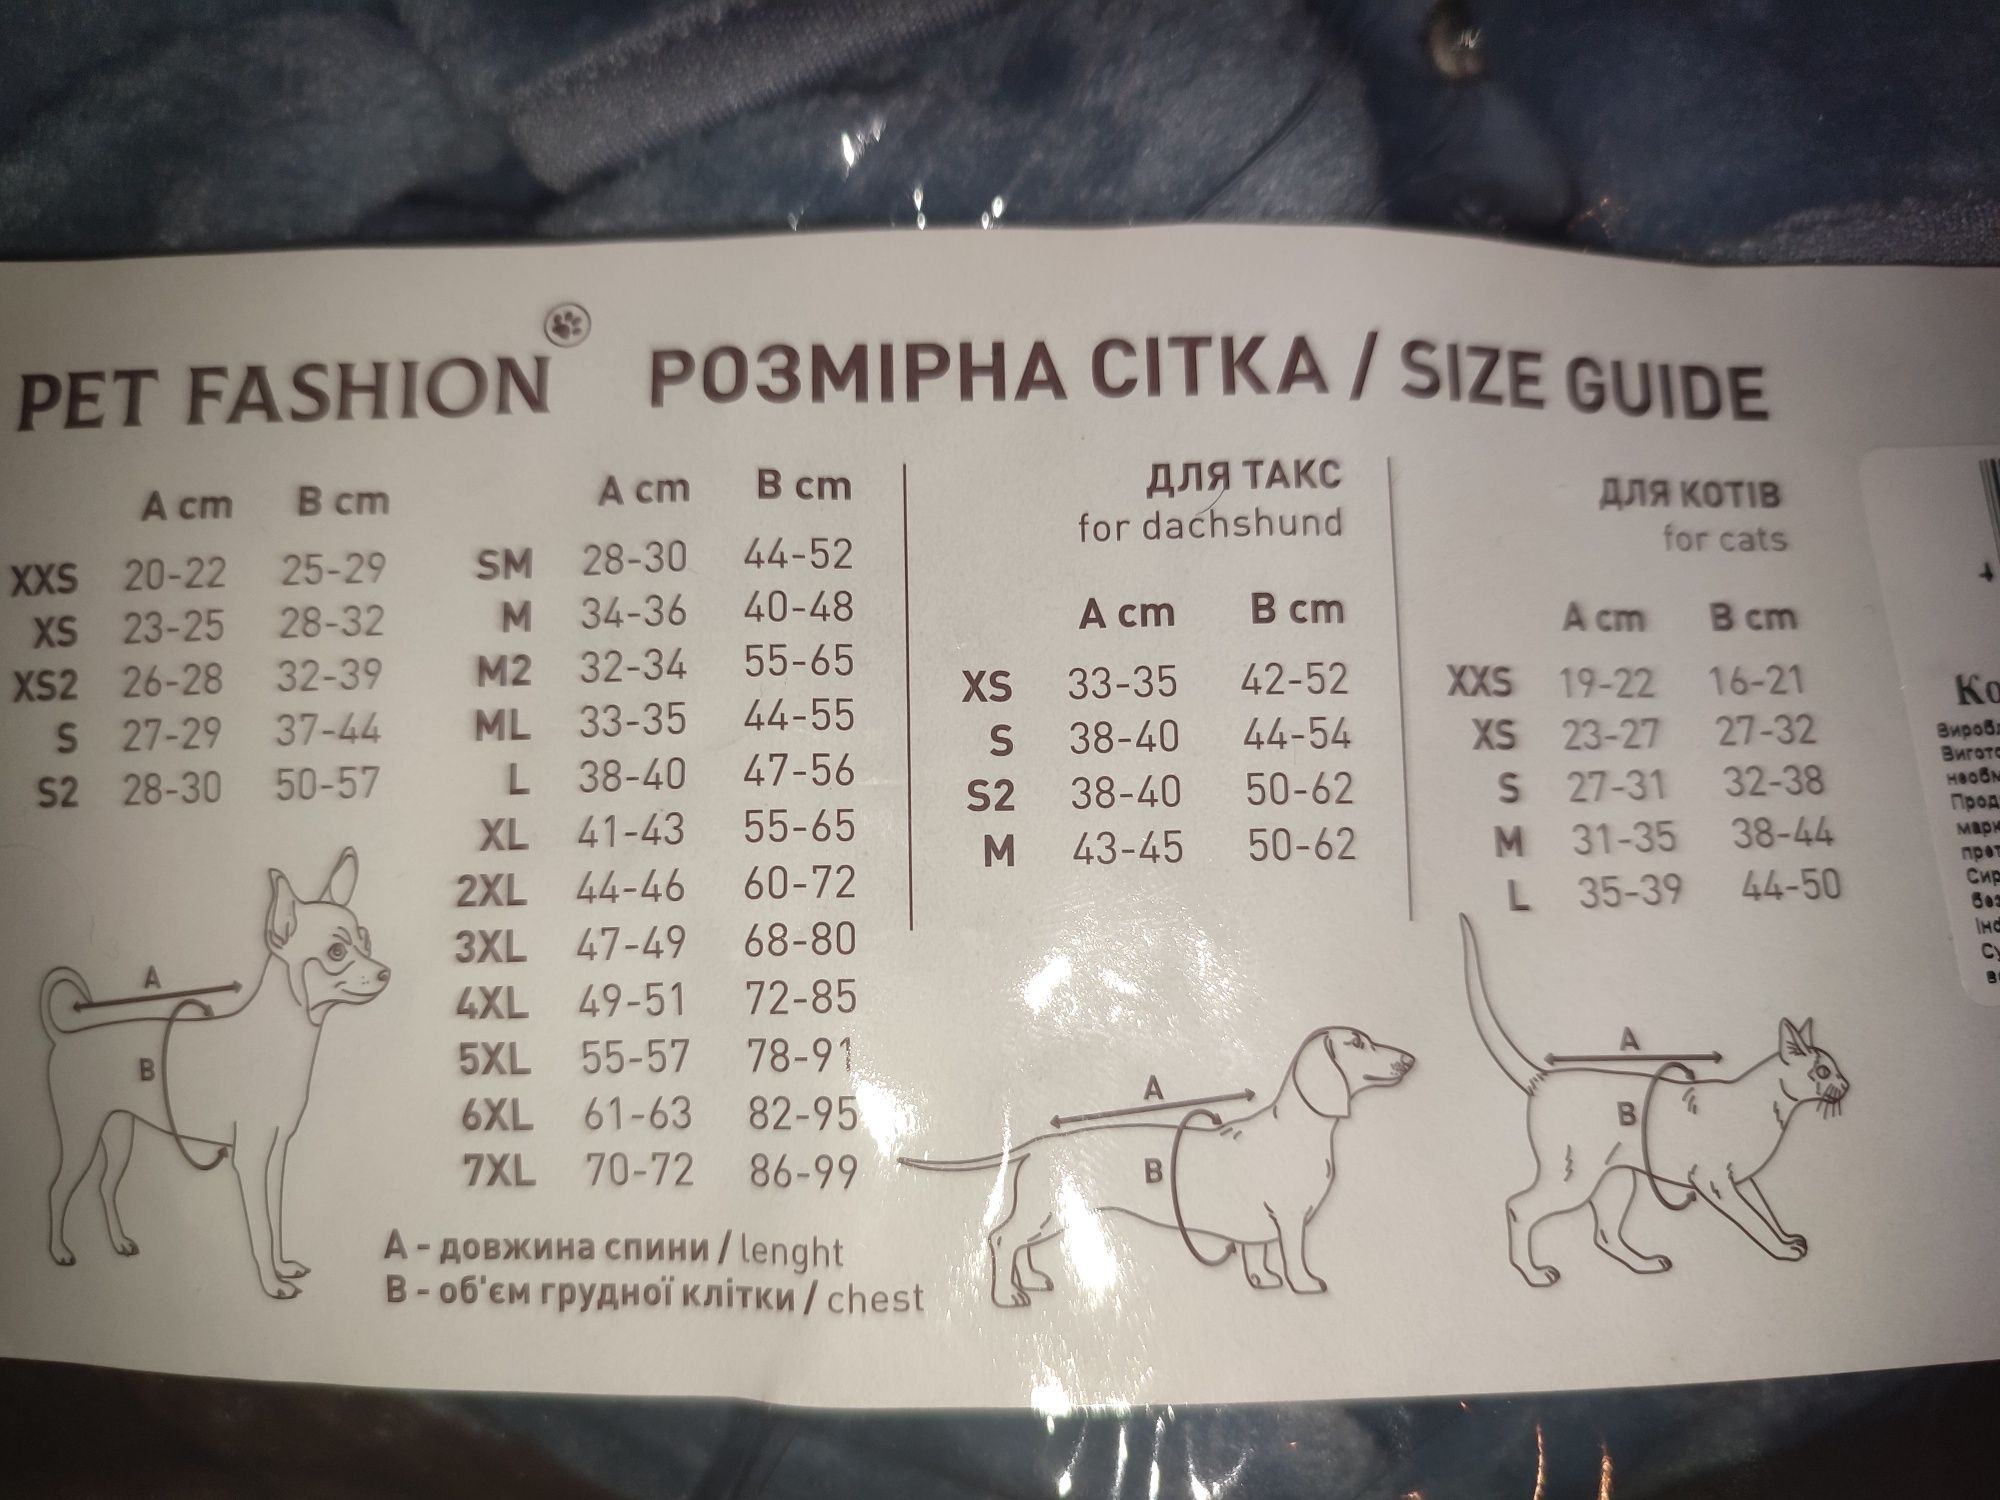 PET FASHION РОЗМІРНА СІТКА / SIZE GUIDE
A cm B cm
XXS 20-22 25-29
XS 23-25 28-32
XS2 26-28 32-39
S 27-29 37-44
S2 28-30 50-57
A cm B cm
SM 28-30 44-52
M 34-36 40-48
M2 32-34 55-65
ML 33-35 44-55
L 38-40 47-56
XL 41-43 55-65
2XL 44-46 60-72
3XL 47-49 68-80
4XL 49-51 72-85
5XL 55-57 78-91
6XL 61-63 82-95
7XL 70-72 86-99
ДЛЯ ТАКС
for dachshund
A cm B cm
XS 33-35 42-52
S 38-40 44-54
S2 38-40 50-62
M 43-45 50-62
ДЛЯ КОТІВ
for cats
A cm B cm
XXS 19-22 16-21
XS 23-27 27-32
S 27-31 32-38
M 31-35 38-44
L 35-39 44-50
A
B
A
B
A
B
A - довжина спини / lenght
B - об'єм грудної клітки / chest